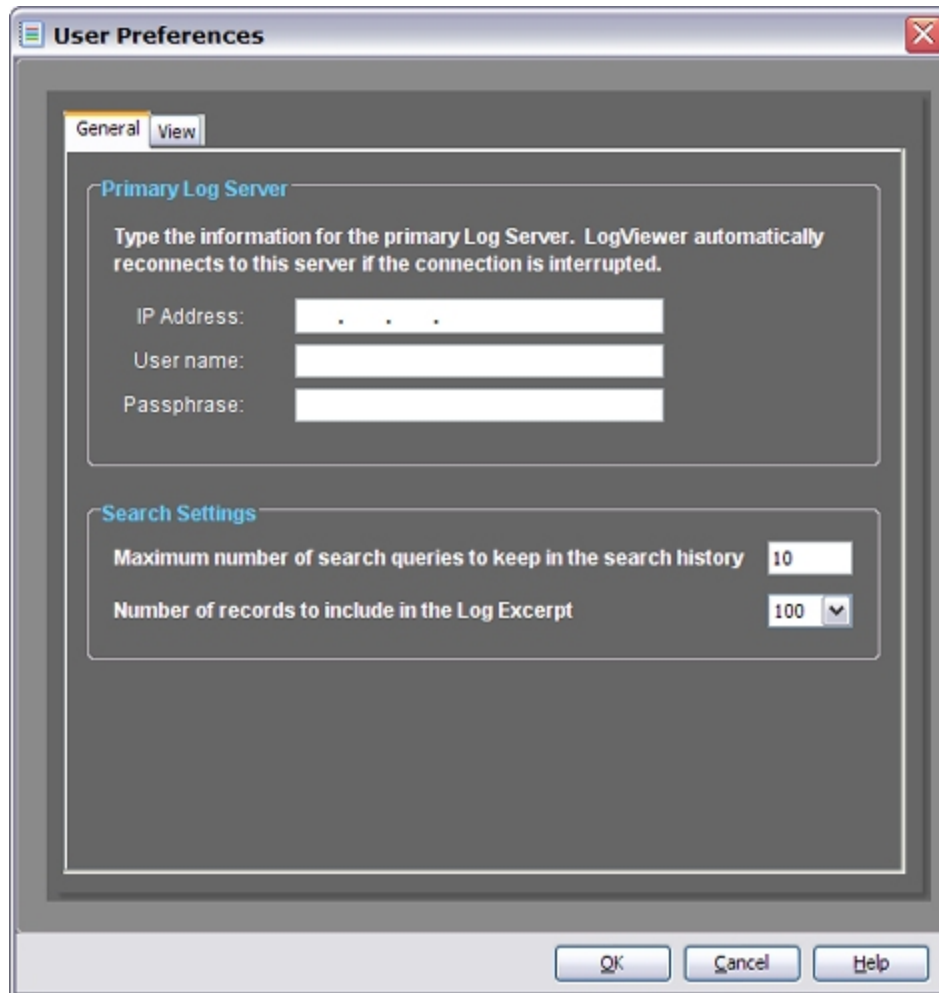 User Preferences
General
View
Primary Log Server
Type the information for the primary Log Server. LogViewer automatically
reconnects to this server if the connection is interrupted.
IP Address: . . .
User name:
Passphrase:
Search Settings
Maximum number of search queries to keep in the search history 10
Number of records to include in the Log Excerpt 100
OK
Cancel
Help